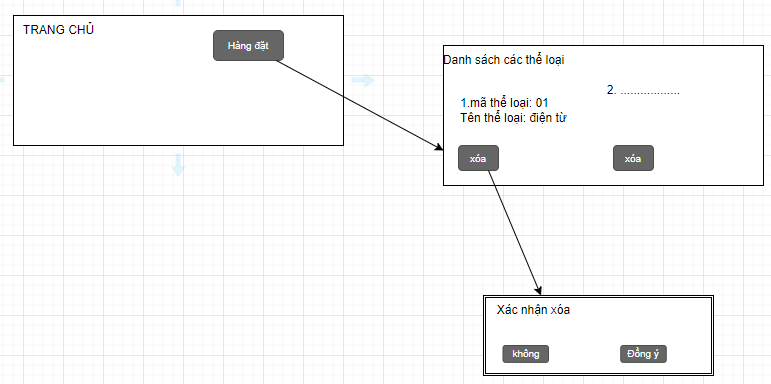 TRANG CHỦ
Hàng đặt
Danh sách các thể loại
1.mã thể loại: 01
Tên thể loại: điện từ
2. ..................
xóa
xóa
Xác nhận xóa
không
Đồng ý